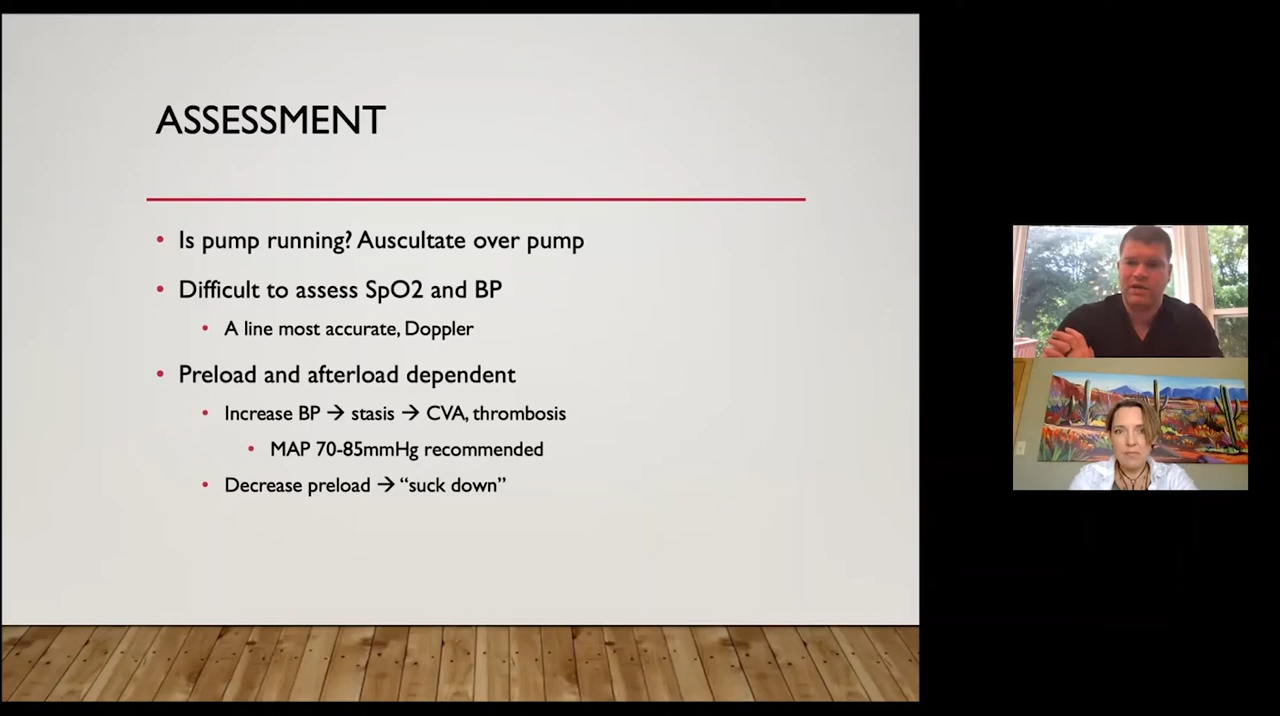 ASSESSMENT
• Is pump running? Auscultate over pump
• Difficult to assess SpO2 and BP
• A line most accurate, Doppler
• Preload and afterload dependent
• Increase BP → stasis → CVA, thrombosis
• MAP 70-85mmHg recommended
• Decrease preload → “suck down”